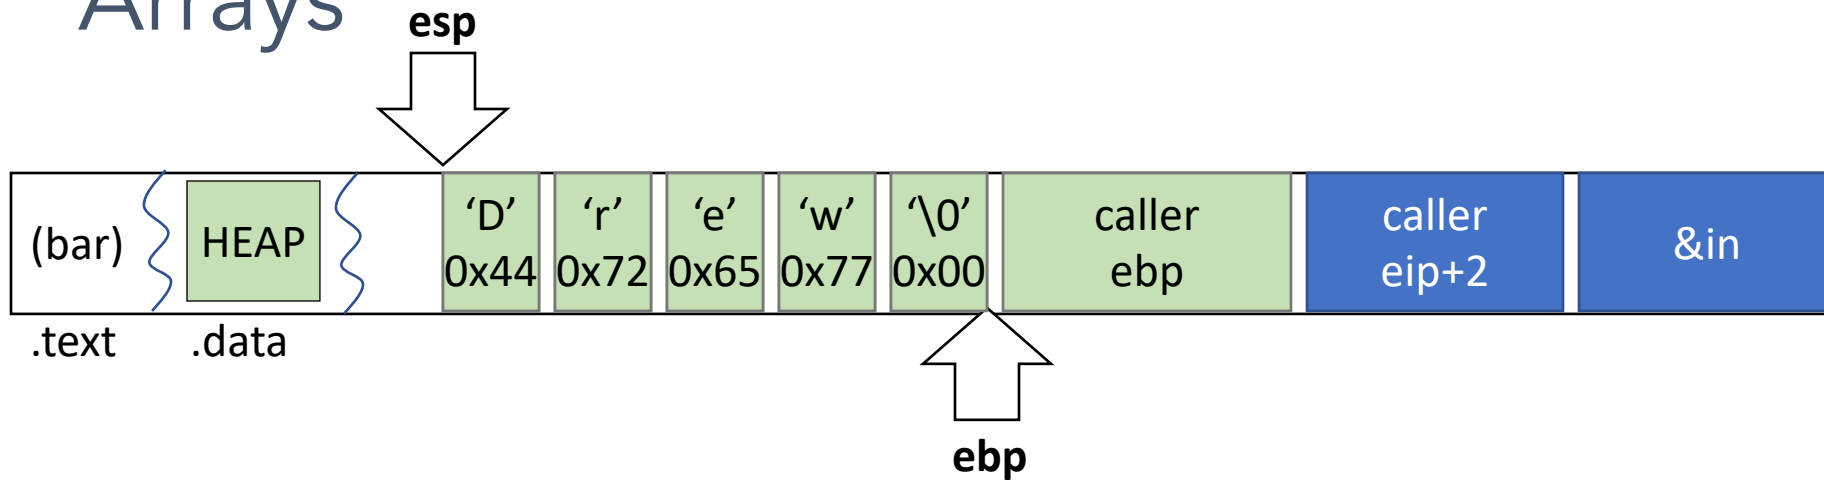 Arrays
esp
(bar)
HEAP
‘D’
0x44
‘r’
0x72
‘e’
0x65
‘w’
0x77
‘\0’
0x00
caller
ebp
caller
eip+2
&in
.text
.data
ebp